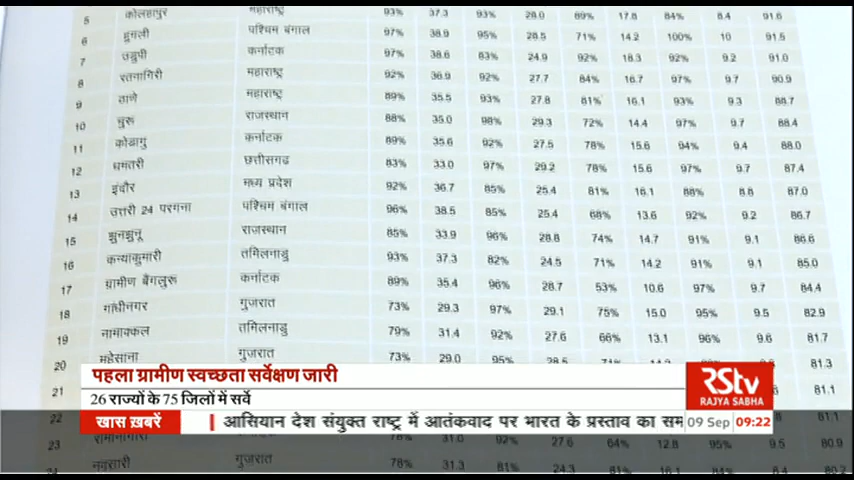 5 कोल्हापुर महाराष्ट्र 93% 37.3 93% 29.0 89% 17.8 84% 8.4 91.6
6 हुगली पश्चिम बंगाल 97% 38.9 95% 28.5 71% 14.2 100% 10 91.5
7 उडुपी कर्नाटक 97% 38.6 83% 24.9 92% 18.3 92% 9.2 91.0
8 रतनागीरी महाराष्ट्र 92% 36.9 92% 27.7 84% 16.7 97% 9.7 90.9
9 ठाणे महाराष्ट्र 89% 35.5 93% 27.8 81% 16.1 93% 9.3 88.7
10 चुरू राजस्थान 88% 35.0 98% 29.3 72% 14.4 97% 9.7 88.4
11 कोडागु कर्नाटक 89% 35.6 92% 27.5 78% 15.6 94% 9.4 88.0
12 धमतरी छत्तीसगढ 83% 33.0 97% 29.2 78% 15.6 97% 9.7 87.4
13 इंदौर मध्य प्रदेश 92% 36.7 85% 25.4 81% 16.1 88% 8.8 87.0
14 उत्तरी 24 परगना पश्चिम बंगाल 96% 38.5 85% 25.4 68% 13.6 92% 9.2 86.7
15 झुनझुनू राजस्थान 85% 33.9 96% 28.8 74% 14.7 91% 9.1 86.6
16 कन्याकुमारी तमिलनाडु 93% 37.3 82% 24.5 71% 14.2 91% 9.1 85.0
17 ग्रामीण बैंगलुरू कर्नाटक 89% 35.4 96% 28.7 53% 10.6 97% 9.7 84.4
18 गांधीनगर गुजरात 73% 29.3 97% 29.1 75% 15.0 95% 9.5 82.9
19 नामाक्कल तमिलनाडु 79% 31.4 92% 27.6 66% 13.1 96% 9.6 81.7
20 महेसांना गुजरात 73% 29.0 95% 28.5 81.3
पहला ग्रामीण स्वच्छता सर्वेक्षण जारी
21 81.1
26 राज्यों के 75 जिलों में सर्वे
RSTV
RAJYA SABHA
22 81.1
खास ख़बरें आसियान देश संयुक्त राष्ट्र में आतंकवाद पर भारत के प्रस्ताव का सम 09 Sep 09:22
23 78% 31.0 92% 27.6 64% 12.8 95% 9.5 80.9
24 नवसारी गुजरात 78% 31.3 81% 24.3 81% 16.1 84% 8.4 80.2